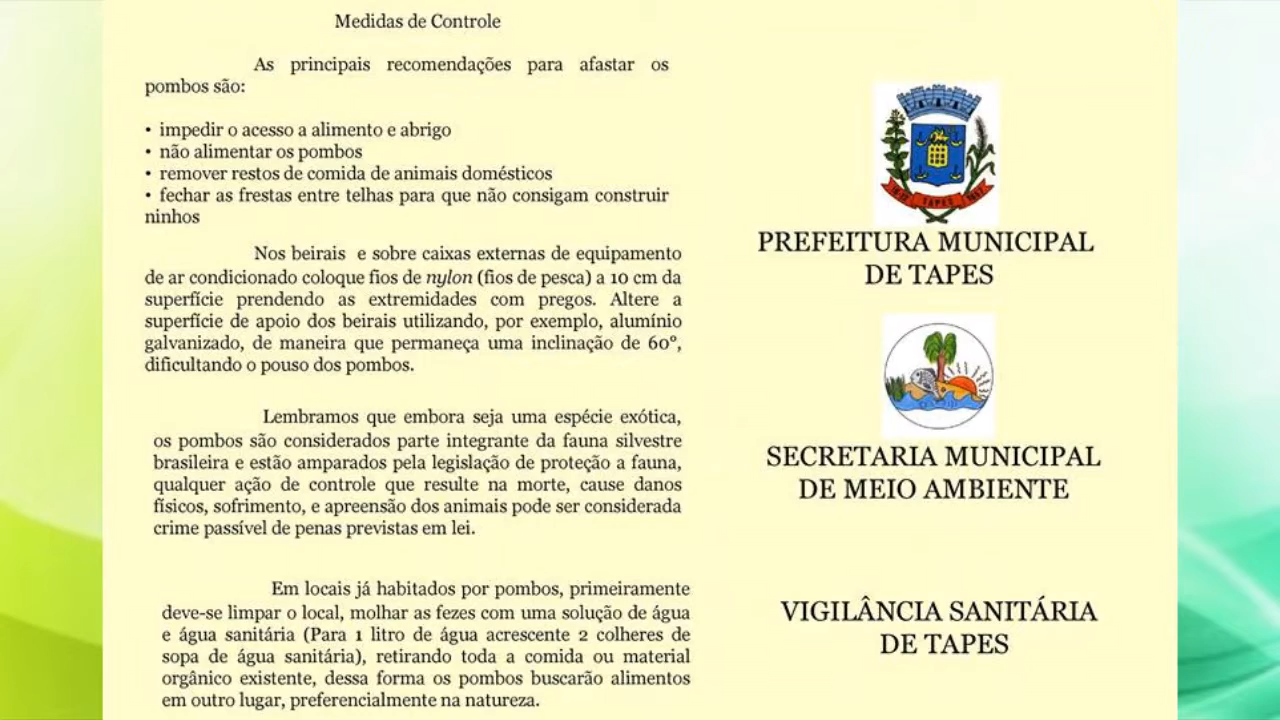 Medidas de Controle
As principais recomendações para afastar os
pombos são:
• impedir o acesso a alimento e abrigo
• não alimentar os pombos
• remover restos de comida de animais domésticos
• fechar as frestas entre telhas para que não consigam construir
ninhos
Nos beirais e sobre caixas externas de equipamento
de ar condicionado coloque fios de nylon (fios de pesca) a 10 cm da
superfície prendendo as extremidades com pregos. Altere a
superfície de apoio dos beirais utilizando, por exemplo, alumínio
galvanizado, de maneira que permaneça uma inclinação de 60º,
dificultando o pouso dos pombos.
Lembramos que embora seja uma espécie exótica,
os pombos são considerados parte integrante da fauna silvestre
brasileira e estão amparados pela legislação de proteção a fauna,
qualquer ação de controle que resulte na morte, cause danos
físicos, sofrimento, e apreensão dos animais pode ser considerada
crime passível de penas previstas em lei.
Em locais já habitados por pombos, primeiramente
deve-se limpar o local, molhar as fezes com uma solução de água
e água sanitária (Para 1 litro de água acrescente 2 colheres de
sopa de água sanitária), retirando toda a comida ou material
orgânico existente, dessa forma os pombos buscarão alimentos
em outro lugar, preferencialmente na natureza.
TAPES
PREFEITURA MUNICIPAL
DE TAPES
SECRETARIA MUNICIPAL
DE MEIO AMBIENTE
VIGILÂNCIA SANITÁRIA
DE TAPES